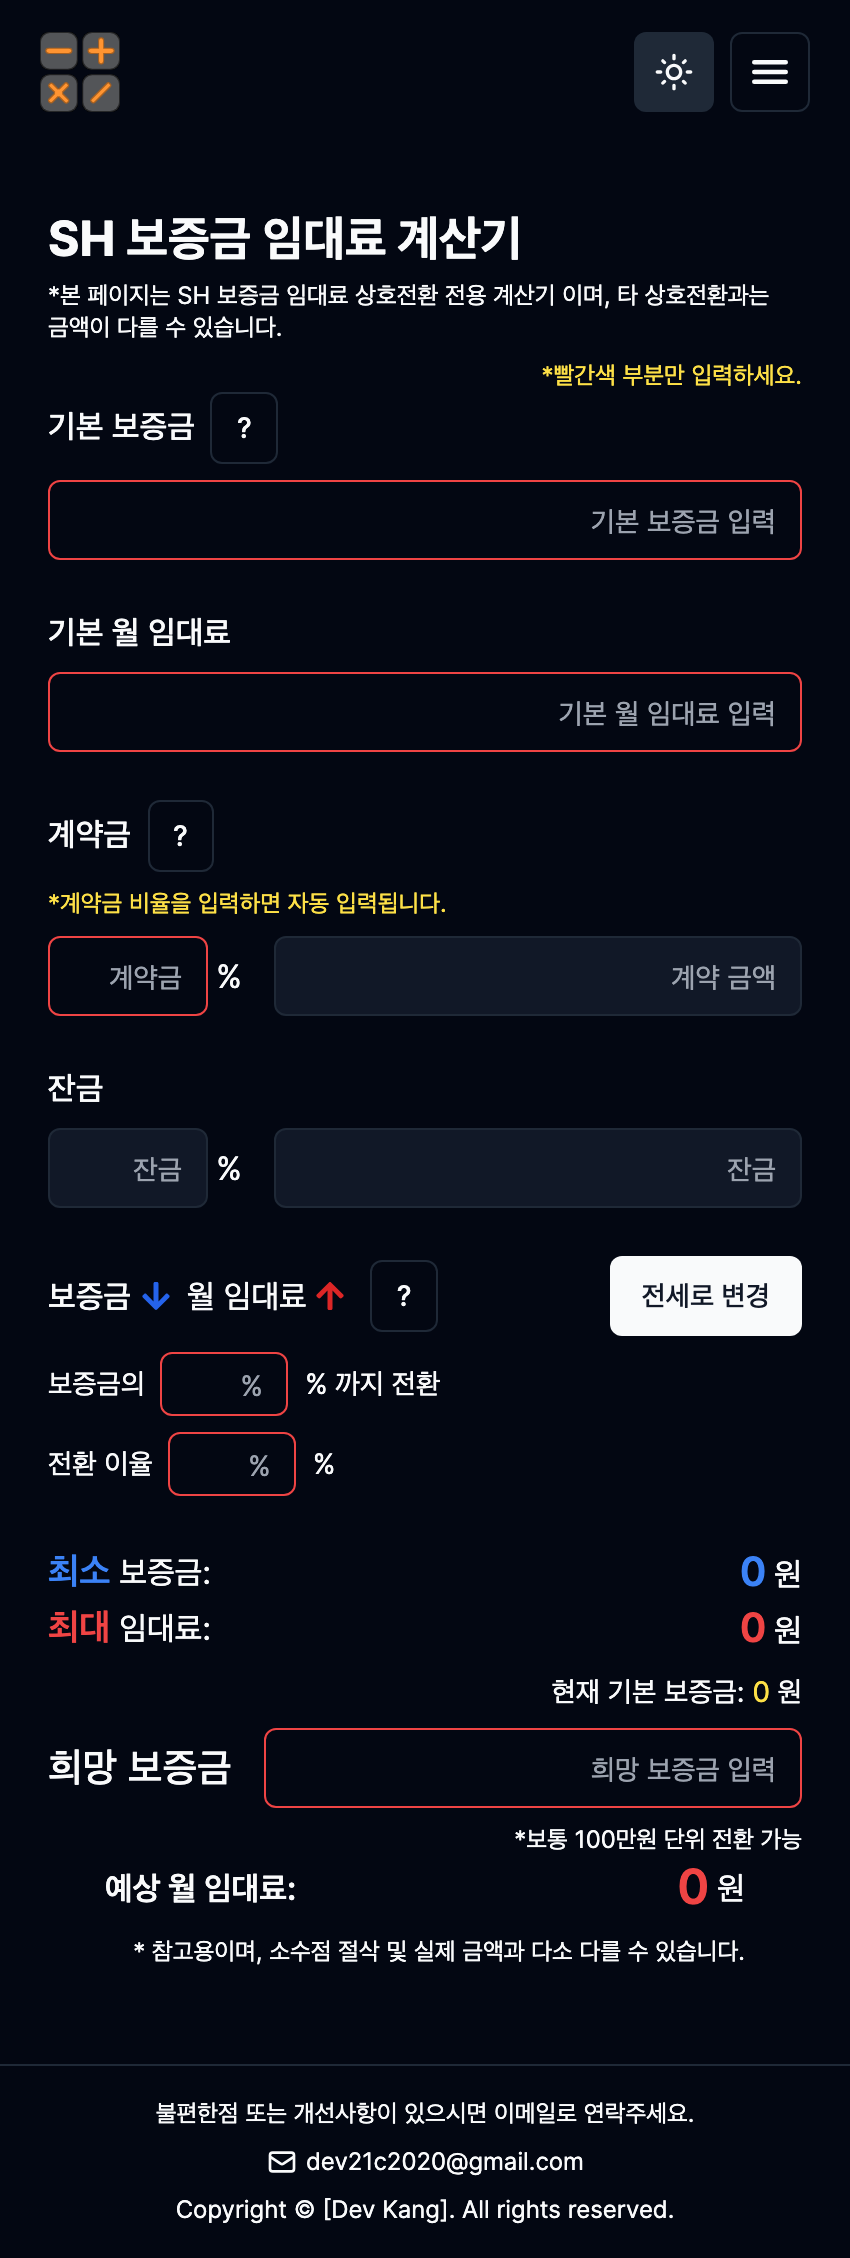 SH 보증금 임대료 계산기
*본 페이지는 SH 보증금 임대료 상호전환 전용 계산기 이며, 타 상호전환과는
금액이 다를 수 있습니다.
*빨간색 부분만 입력하세요.
기본 보증금 ?
기본 보증금 입력
기본 월 임대료
기본 월 임대료 입력
계약금 ?
*계약금 비율을 입력하면 자동 입력됩니다.
계약금 % 계약 금액
잔금
잔금 % 잔금
보증금 ↓ 월 임대료 ↑ ? 전세로 변경
보증금의 % % 까지 전환
전환 이율 % %
최소 보증금: 0 원
최대 임대료: 0 원
현재 기본 보증금: 0 원
희망 보증금 희망 보증금 입력
*보통 100만원 단위 전환 가능
예상 월 임대료: 0 원
* 참고용이며, 소수점 절삭 및 실제 금액과 다소 다를 수 있습니다.
불편한점 또는 개선사항이 있으시면 이메일로 연락주세요.
dev21c2020@gmail.com
Copyright © [Dev Kang]. All rights reserved.